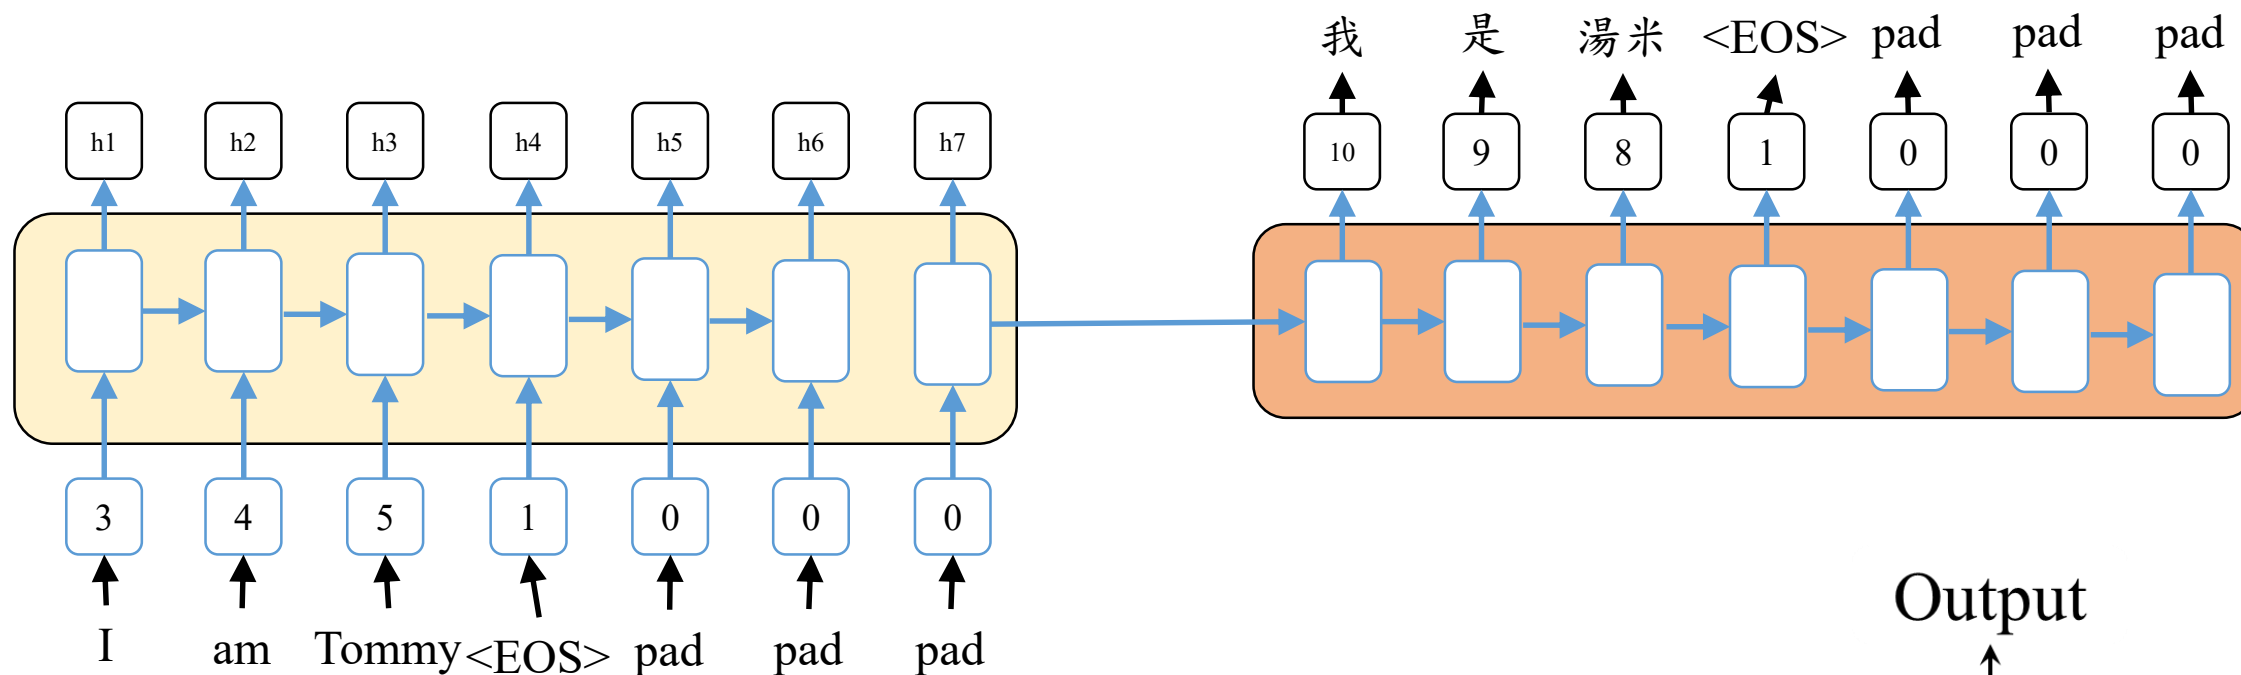 我 是 湯米 <EOS> pad pad pad
h1 h2 h3 h4 h5 h6 h7
10 9 8 1 0 0 0
3 4 5 1 0 0 0
I am Tommy <EOS> pad pad pad
Output